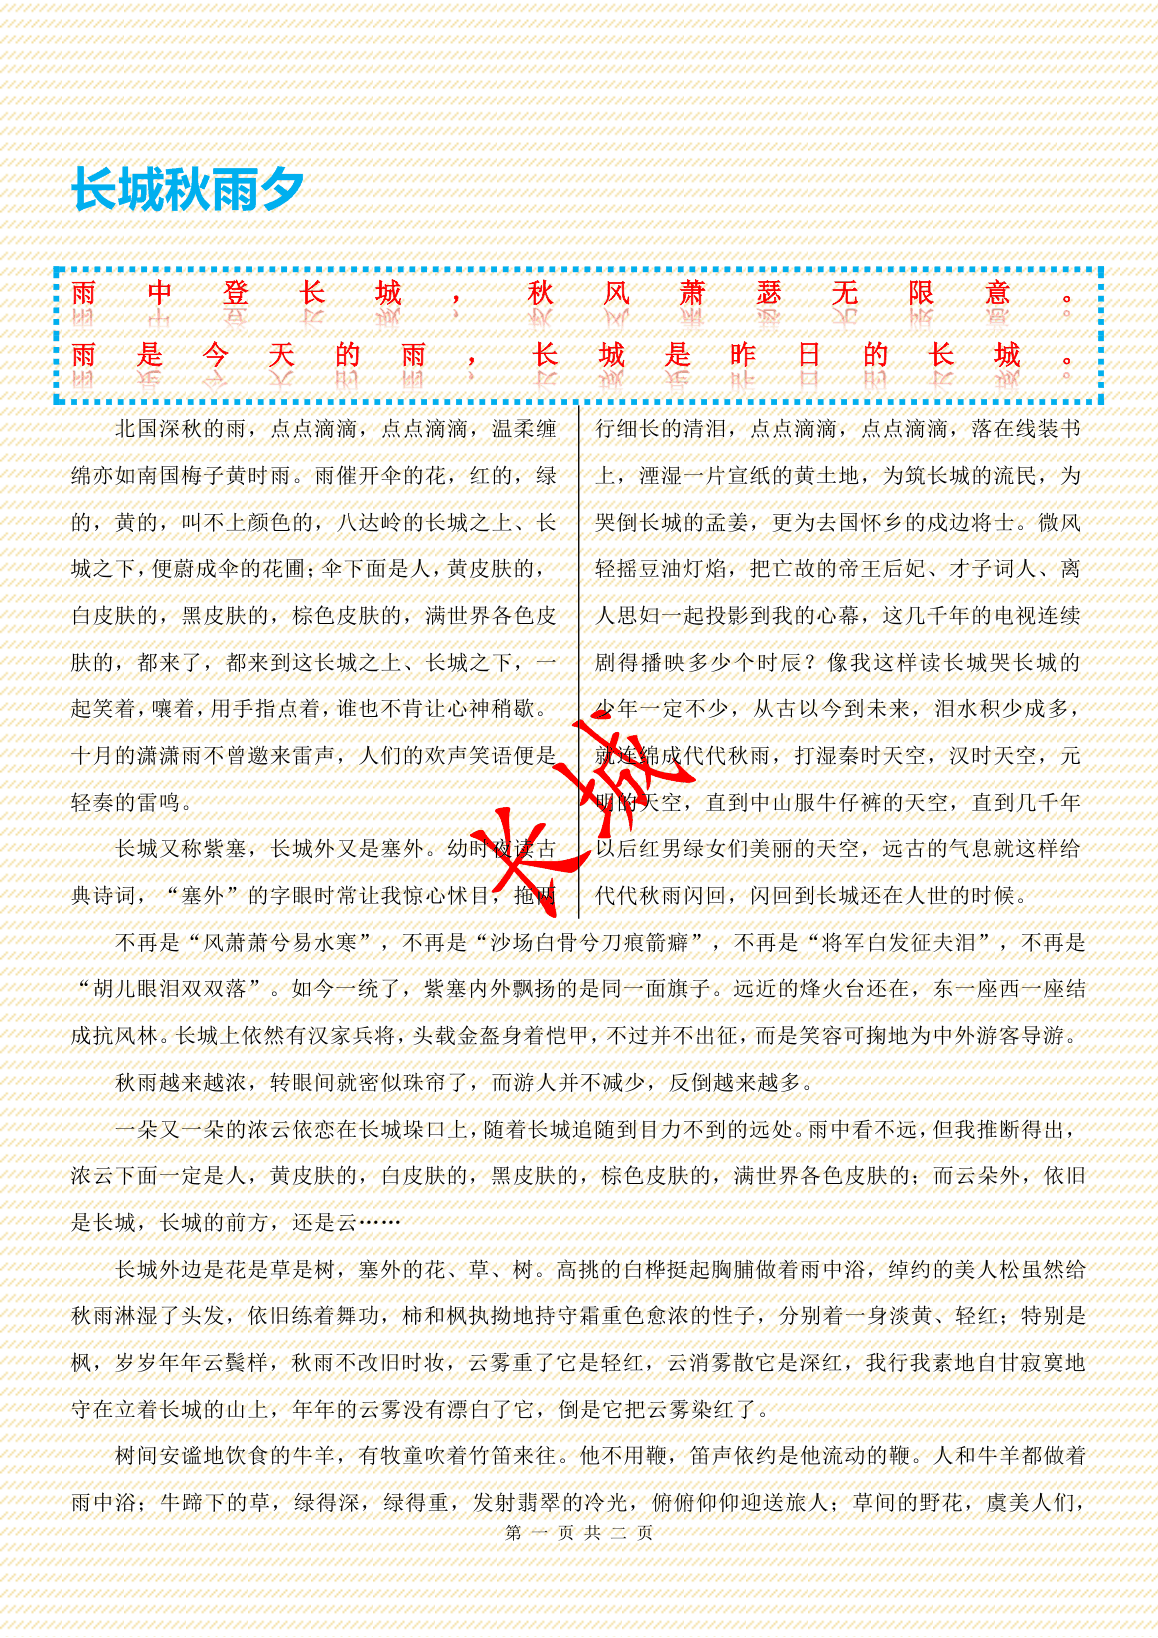 长城秋雨夕
雨中登长城，秋风萧瑟无限意。
雨是今天的雨，长城是昨日的长城。
北国深秋的雨，点点滴滴，点点滴滴，温柔缠
绵亦如南国梅子黄时雨。雨催开伞的花，红的，绿
的，黄的，叫不上颜色的，八达岭的长城之上、长
城之下，便蔚成伞的花圃；伞下面是人，黄皮肤的，
白皮肤的，黑皮肤的，棕色皮肤的，满世界各色皮
肤的，都来了，都来到这长城之上、长城之下，一
起笑着，嚷着，用手指点着，谁也不肯让心神稍歇。
十月的潇潇雨不曾邀来雷声，人们的欢声笑语便是
轻奏的雷鸣。
长城又称紫塞，长城外又是塞外。幼时夜读古
典诗词，“塞外”的字眼时常让我惊心怵目，拖两
行细长的清泪，点点滴滴，点点滴滴，落在线装书
上，湮湿一片宣纸的黄土地，为筑长城的流民，为
哭倒长城的孟姜，更为去国怀乡的戍边将士。微风
轻摇豆油灯焰，把亡故的帝王后妃、才子词人、离
人思妇一起投影到我的心幕，这几千年的电视连续
剧得播映多少个时辰？像我这样读长城哭长城的
少年一定不少，从古以今到未来，泪水积少成多，
就连绵成代代秋雨，打湿秦时天空，汉时天空，元
明的天空，直到中山服牛仔裤的天空，直到几千年
以后红男绿女们美丽的天空，远古的气息就这样给
代代秋雨闪回，闪回到长城还在人世的时候。
长城
不再是“风萧萧兮易水寒”，不再是“沙场白骨兮刀痕箭癖”，不再是“将军白发征夫泪”，不再是
“胡儿眼泪双双落”。如今一统了，紫塞内外飘扬的是同一面旗子。远近的烽火台还在，东一座西一座结
成抗风林。长城上依然有汉家兵将，头载金盔身着恺甲，不过并不出征，而是笑容可掬地为中外游客导游。
秋雨越来越浓，转眼间就密似珠帘了，而游人并不减少，反倒越来越多。
一朵又一朵的浓云依恋在长城垛口上，随着长城追随到目力不到的远处。雨中看不远，但我推断得出，
浓云下面一定是人，黄皮肤的，白皮肤的，黑皮肤的，棕色皮肤的，满世界各色皮肤的；而云朵外，依旧
是长城，长城的前方，还是云……
长城外边是花是草是树，塞外的花、草、树。高挑的白桦挺起胸脯做着雨中浴，绰约的美人松虽然给
秋雨淋湿了头发，依旧练着舞功，柿和枫执拗地持守霜重色愈浓的性子，分别着一身淡黄、轻红；特别是
枫，岁岁年年云鬓样，秋雨不改旧时妆，云雾重了它是轻红，云消雾散它是深红，我行我素地自甘寂寞地
守在立着长城的山上，年年的云雾没有漂白了它，倒是它把云雾染红了。
树间安谧地饮食的牛羊，有牧童吹着竹笛来往。他不用鞭，笛声依约是他流动的鞭。人和牛羊都做着
雨中浴；牛蹄下的草，绿得深，绿得重，发射翡翠的冷光，俯俯仰仰迎送旅人；草间的野花，虞美人们，
第 一 页 共 二 页